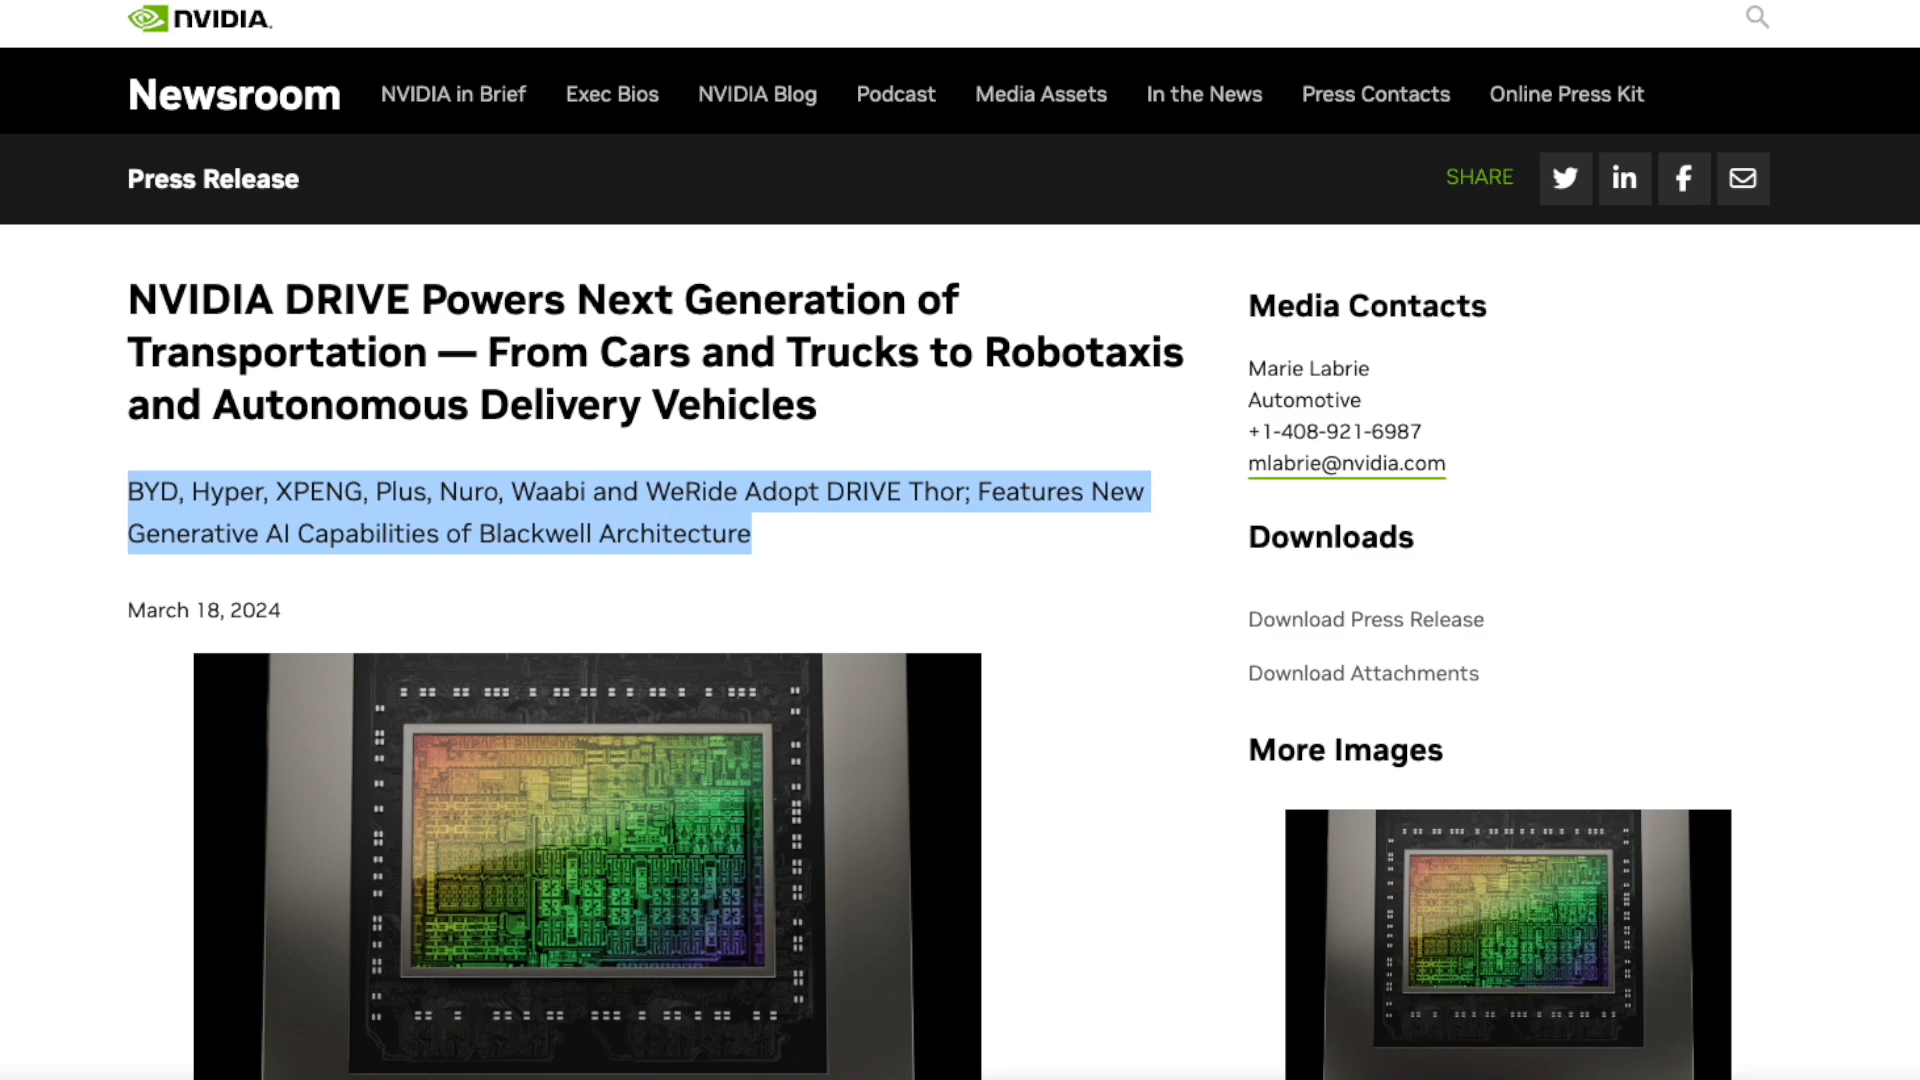 NVIDIA.
Newsroom
NVIDIA in Brief
Exec Bios
NVIDIA Blog
Podcast
Media Assets
In the News
Press Contacts
Online Press Kit
Press Release
SHARE
NVIDIA DRIVE Powers Next Generation of
Transportation — From Cars and Trucks to Robotaxis
and Autonomous Delivery Vehicles
BYD, Hyper, XPENG, Plus, Nuro, Waabi and WeRide Adopt DRIVE Thor; Features New
Generative AI Capabilities of Blackwell Architecture
March 18, 2024
Media Contacts
Marie Labrie
Automotive
+1-408-921-6987
mlabrie@nvidia.com
Downloads
Download Press Release
Download Attachments
More Images